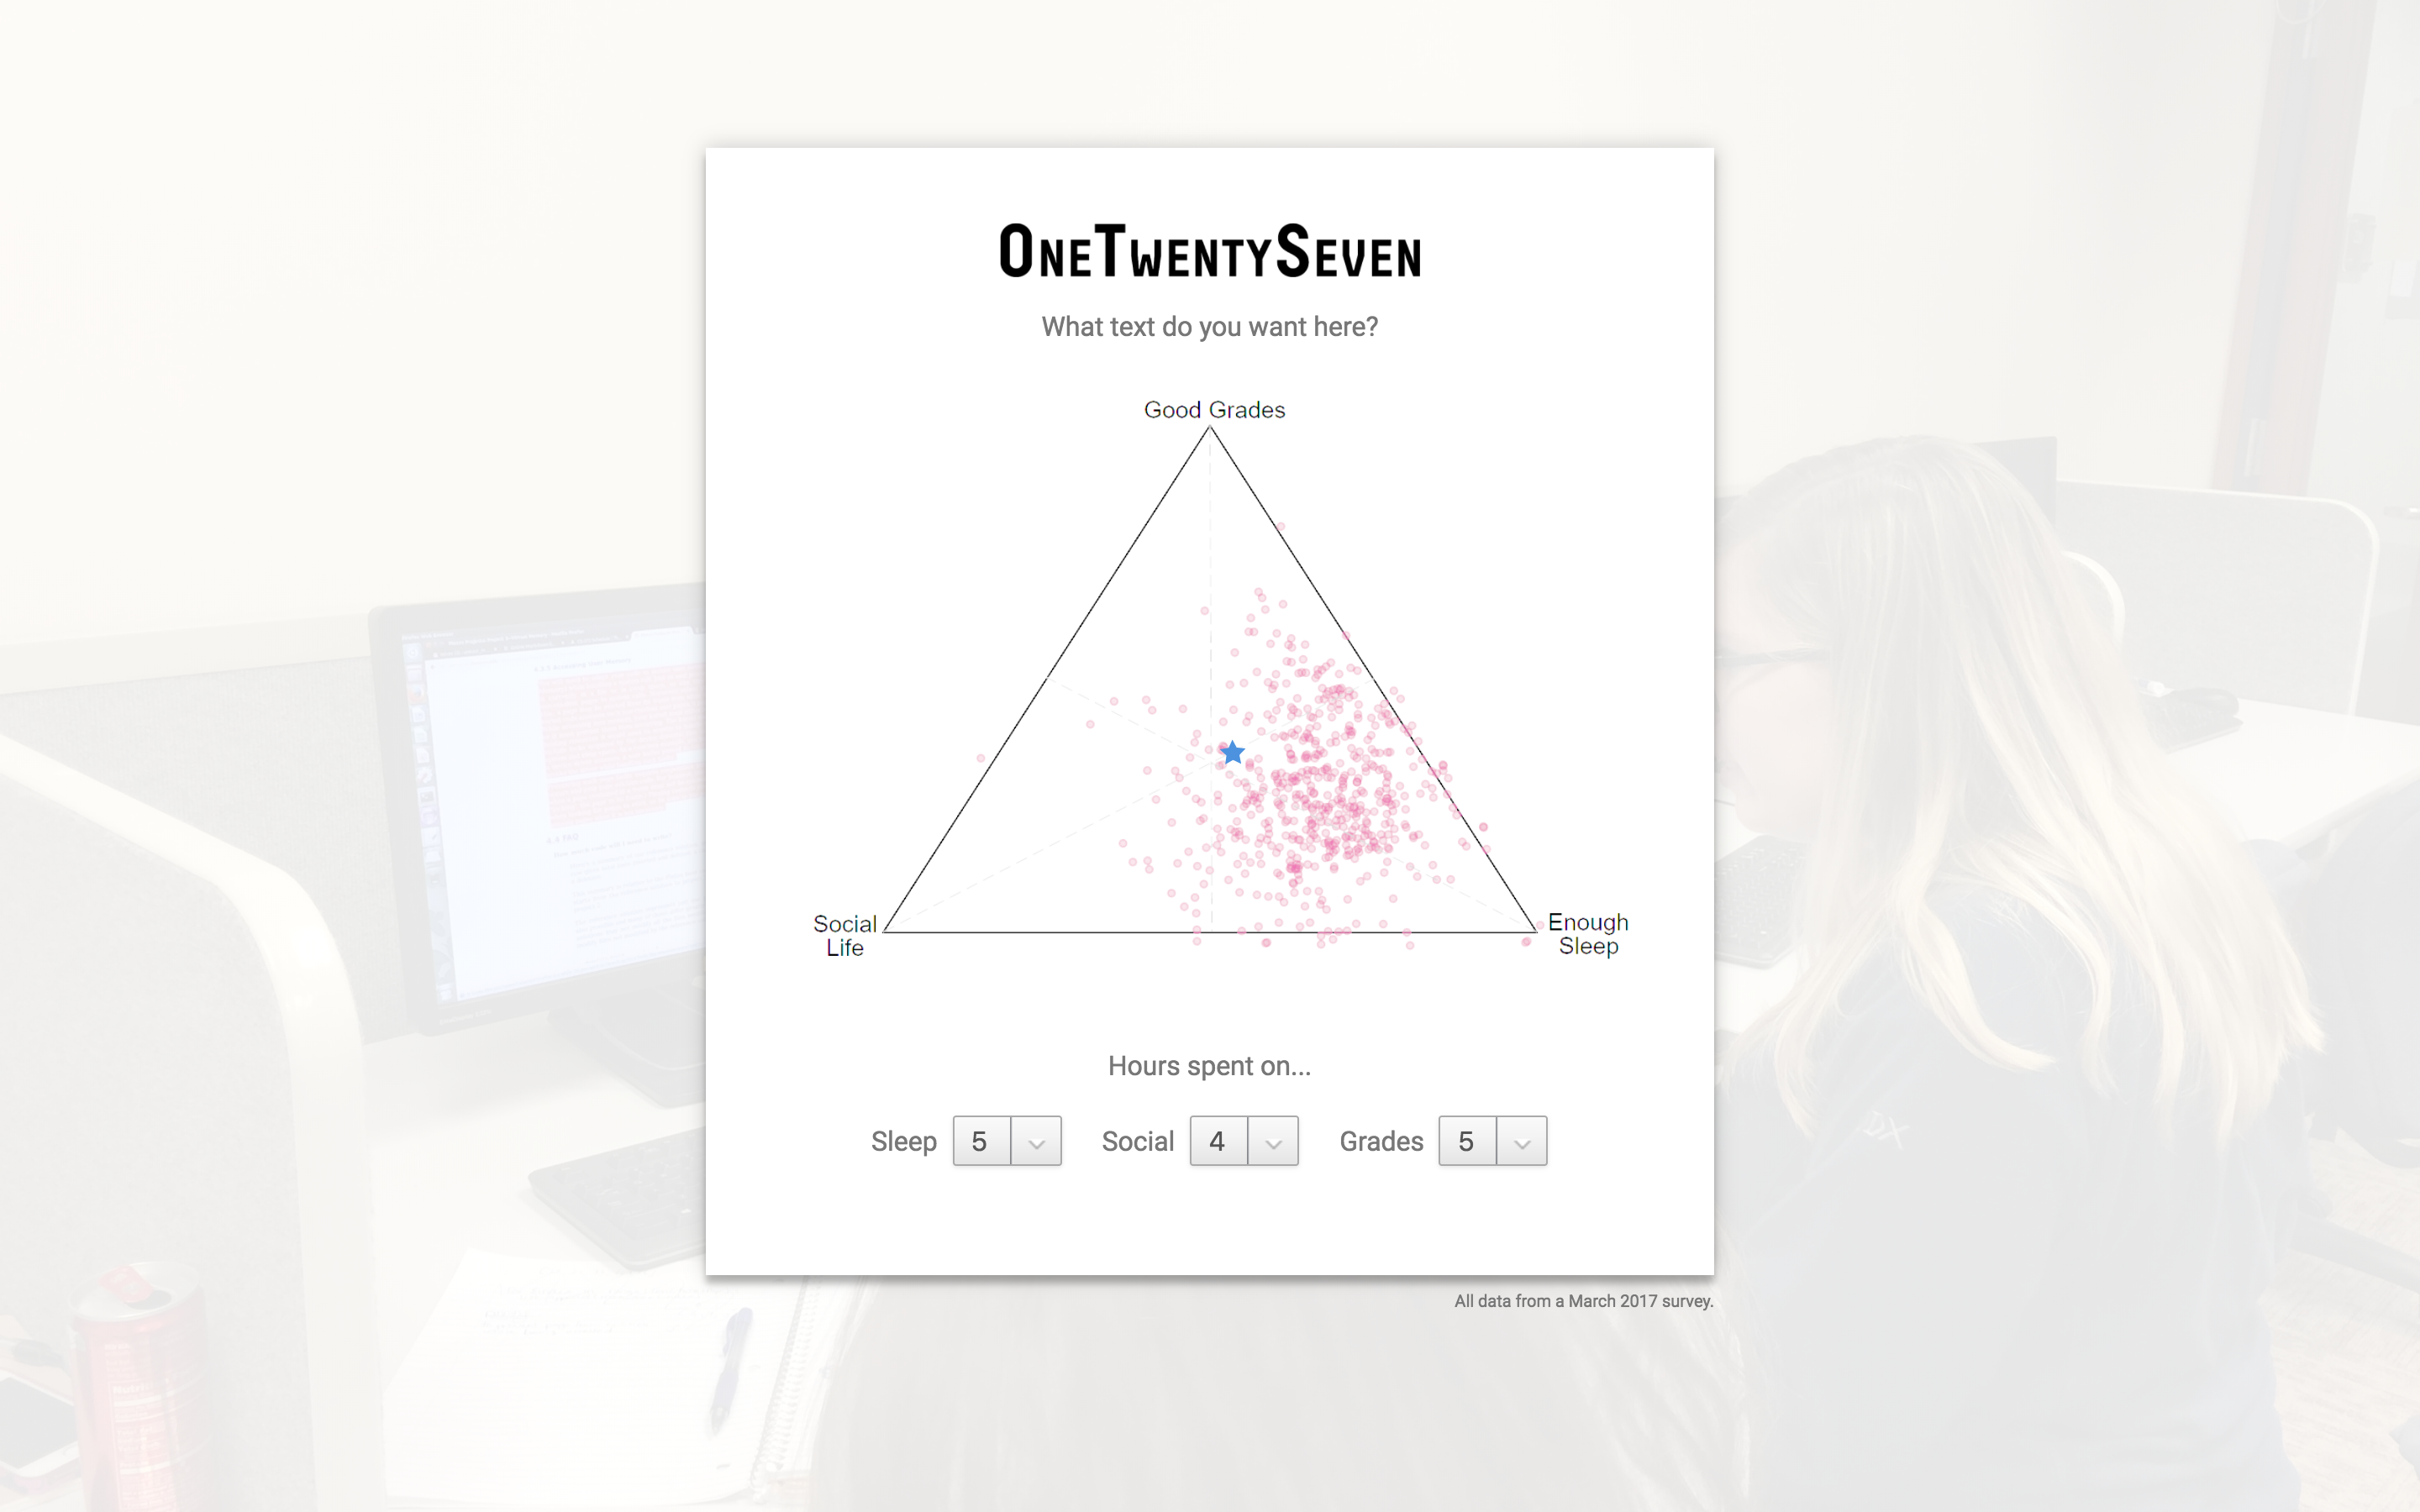 OneTwentySeven
What text do you want here?
Good Grades
Social
Life
Enough
Sleep
Hours spent on...
Sleep 5 Social 4 Grades 5
All data from a March 2017 survey.